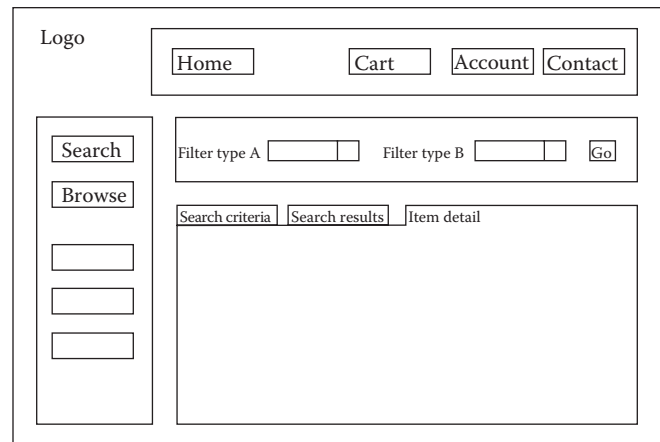 Logo
Home Cart Account Contact
Search
Browse
Filter type A Filter type B Go
Search criteria Search results Item detail